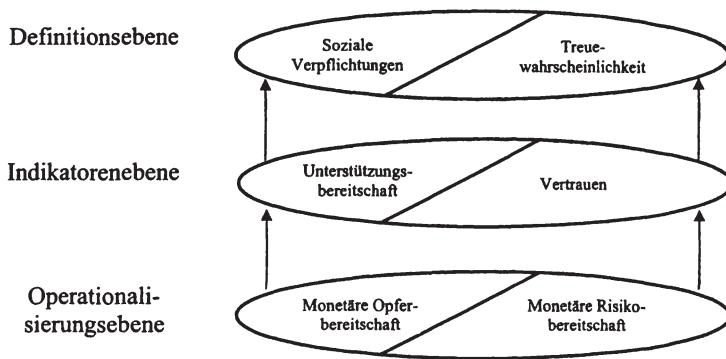 Definitionsebene
Soziale
Verpflichtungen
Treue-
wahrscheinlichkeit
Indikatorenebene
Unterstützungs-
bereitschaft
Vertrauen
Operationali-
sierungsebene
Monetäre Opfer-
bereitschaft
Monetäre Risiko-
bereitschaft